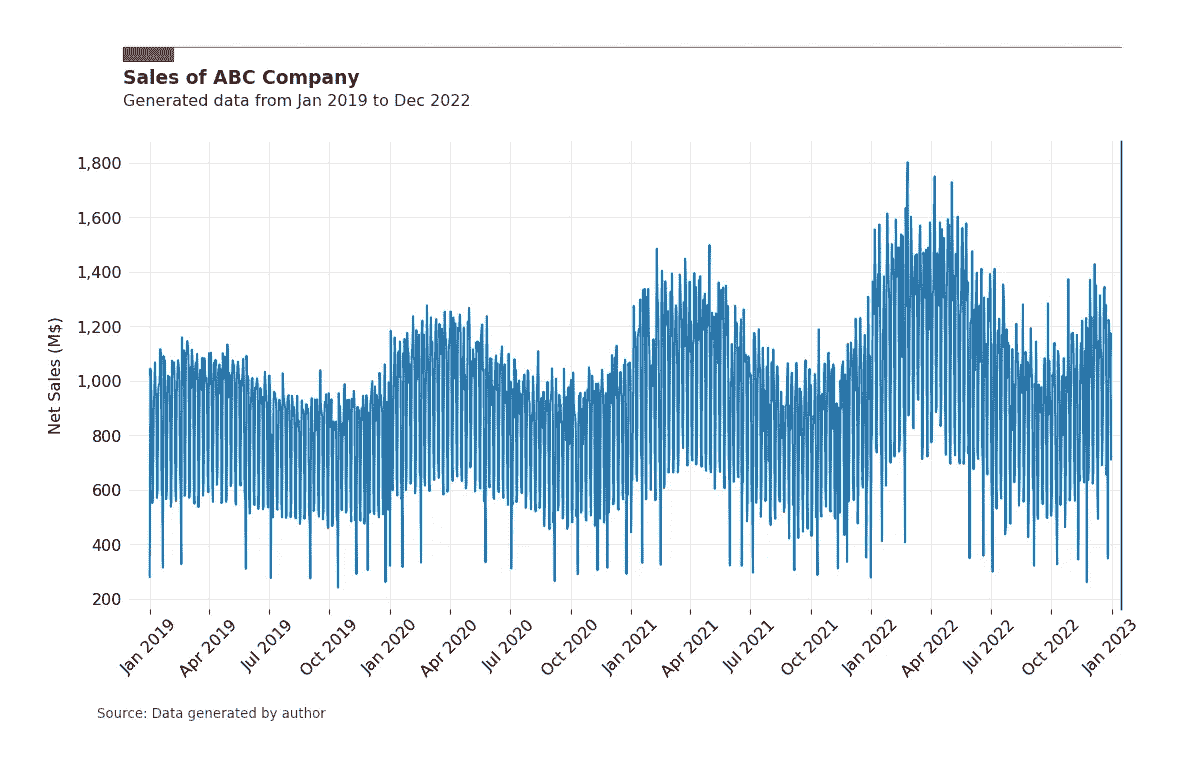 Sales of ABC Company
Generated data from Jan 2019 to Dec 2022
Net Sales (M$)
1,800
1,600
1,400
1,200
1,000
800
600
400
200
Jan 2019
Apr 2019
Jul 2019
Oct 2019
Jan 2020
Apr 2020
Jul 2020
Oct 2020
Jan 2021
Apr 2021
Jul 2021
Oct 2021
Jan 2022
Apr 2022
Jul 2022
Oct 2022
Jan 2023
Source: Data generated by author